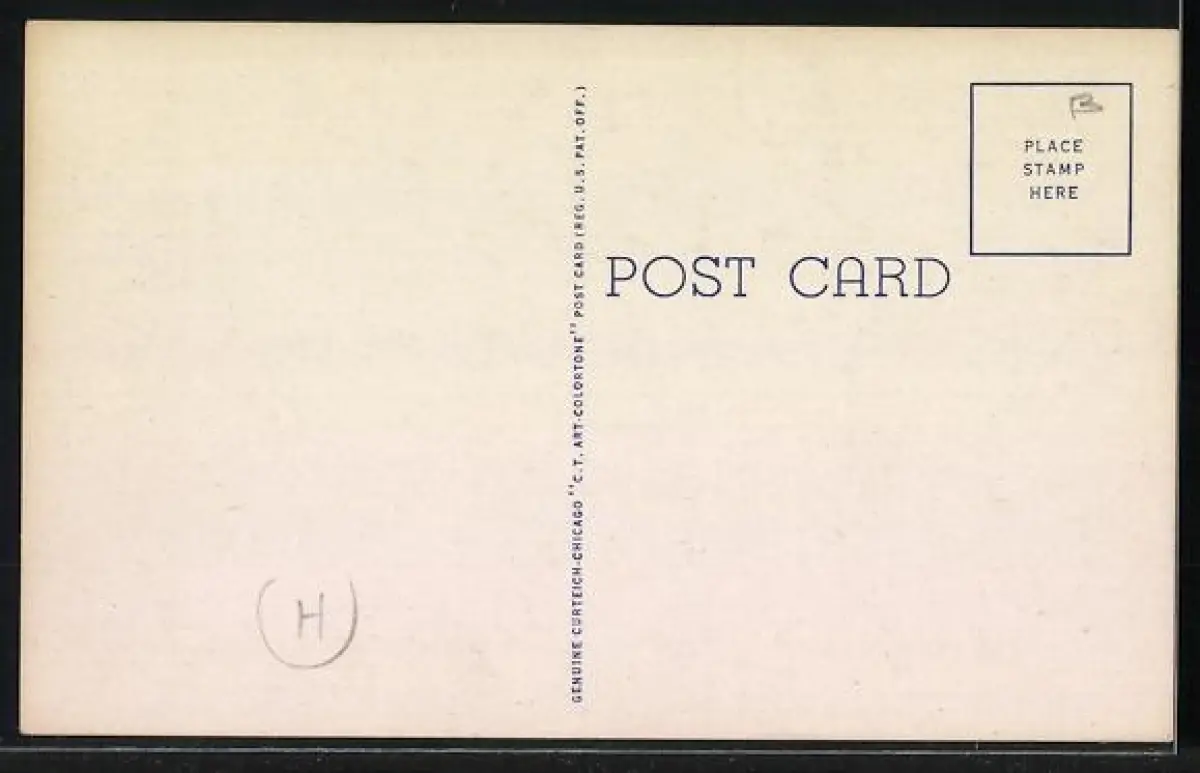 B
PLACE
STAMP
HERE
POST CARD
GENUINE CURTEICH-CHICAGO "C.T. ART-COLORTONE" POST CARD (REG. U.S. PAT. OFF.)
H